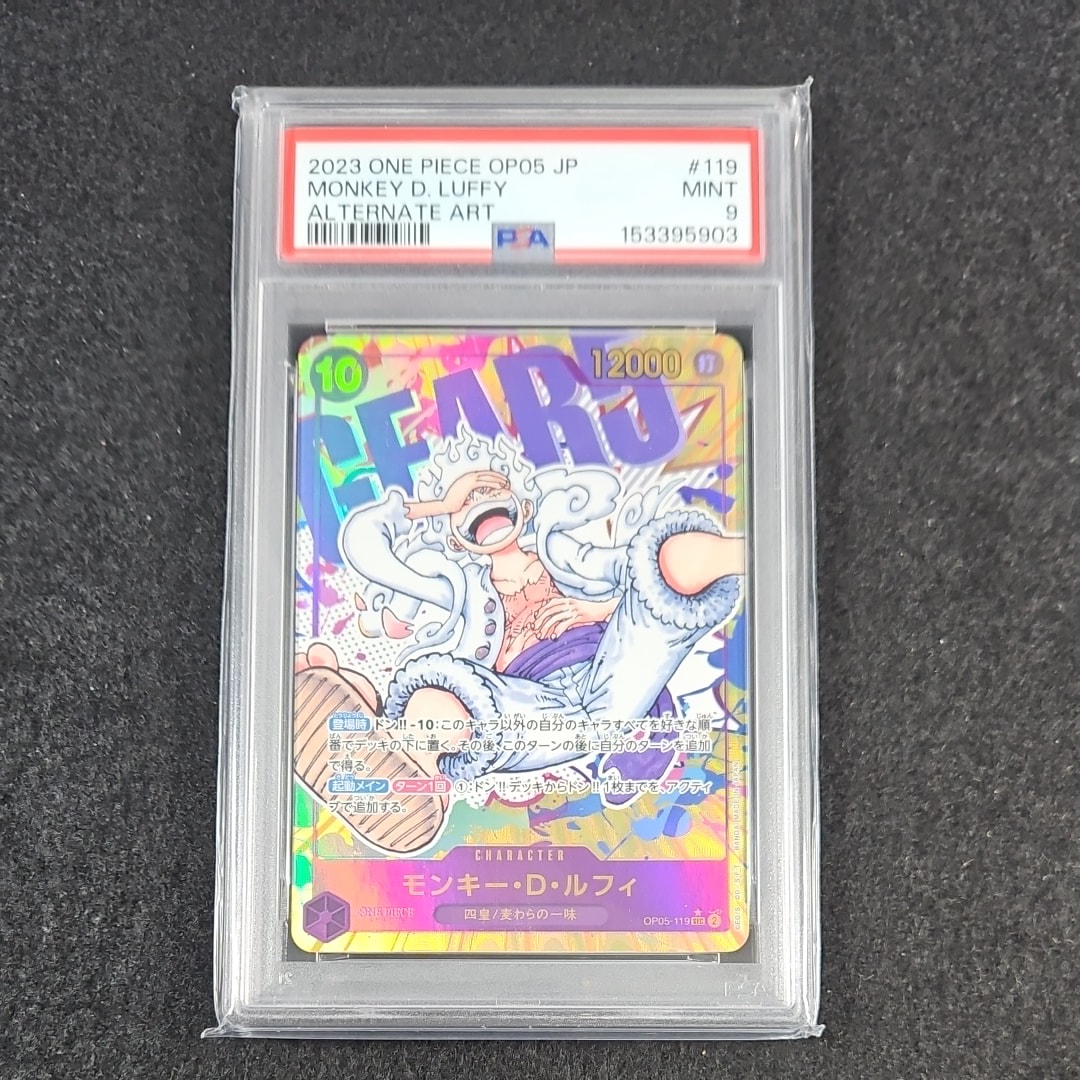 2023 ONE PIECE OP05 JP #119
MONKEY D. LUFFY MINT
ALTERNATE ART 9
PSA 153395903
10 12000 打
GEAR5
登場時 ドン!!-10:このキャラ以外の自分のキャラすべてを好きな順
番でデッキの下に置く。その後、このターンの後に自分のターンを追加
で得る。
起動メイン ターン1回 ①:ドン!!デッキからドン!!1枚までを、アクティ
ブで追加する。
CHARACTER
モンキー・D・ルフィ
ONE PIECE 四皇/麦わらの一味
OP05-119 SEC 2